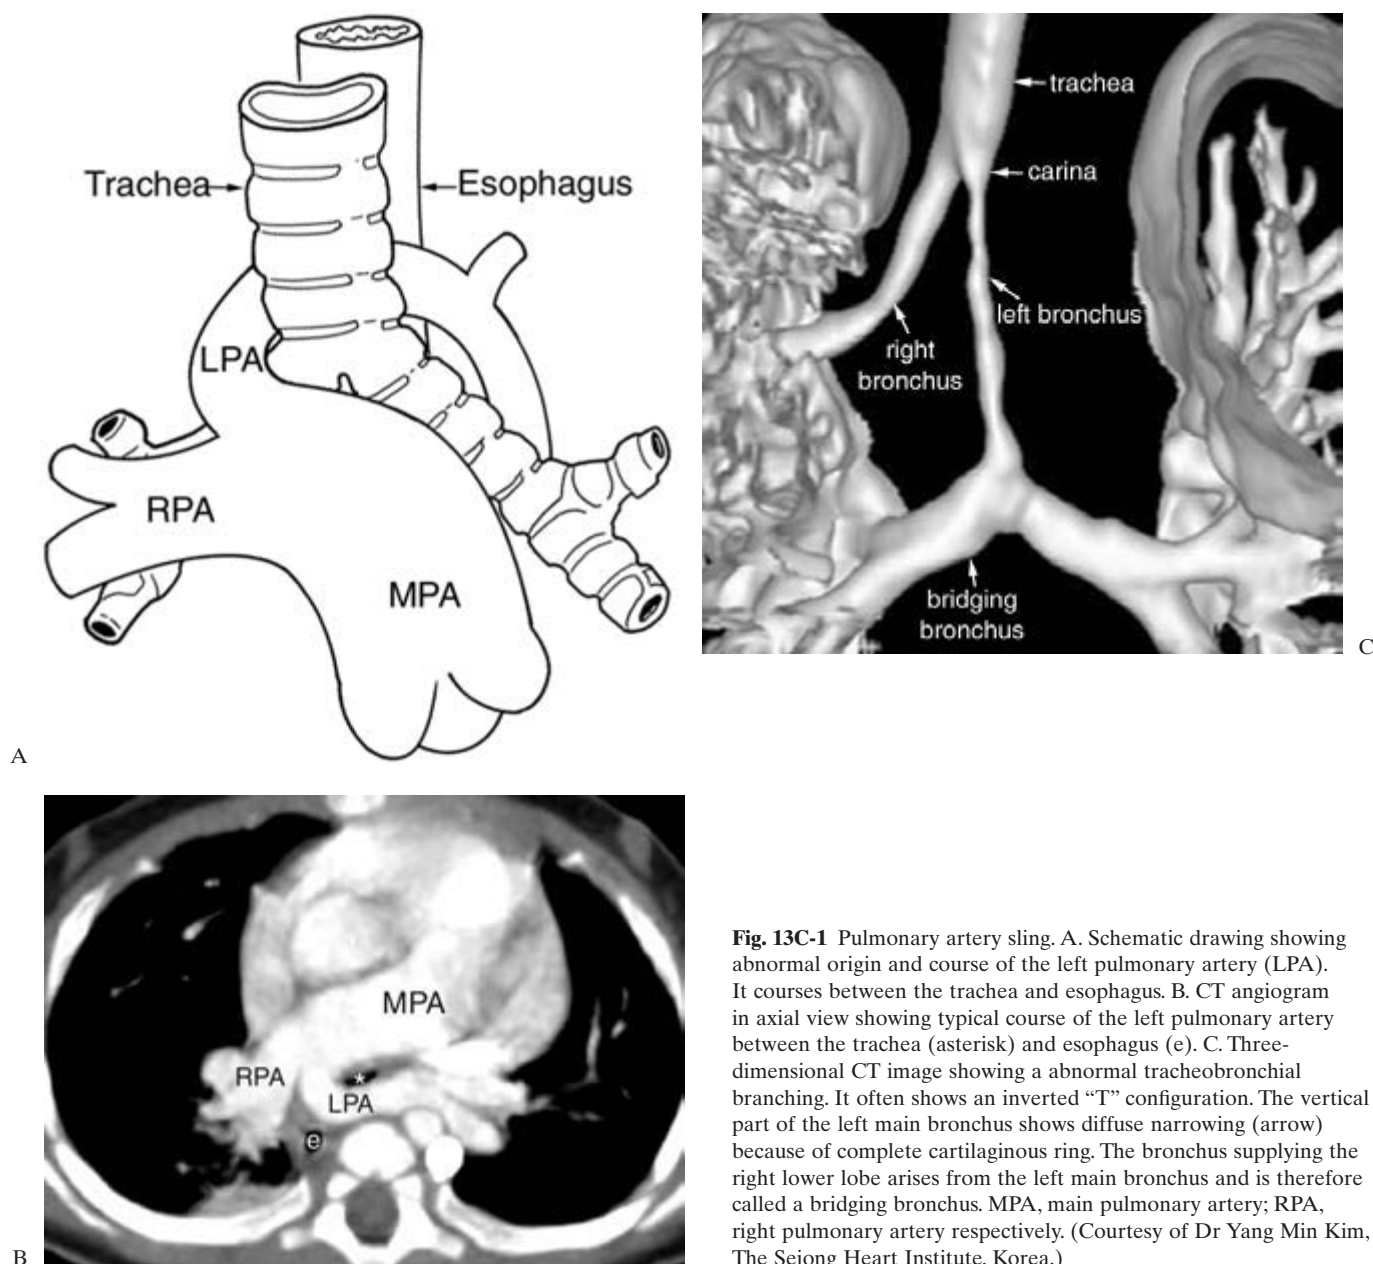 Trachea
Esophagus
LPA
RPA
MPA
A
trachea
carina
left bronchus
right
bronchus
bridging
bronchus
C
MPA
RPA
*
LPA
e
B
Fig. 13C-1 Pulmonary artery sling. A. Schematic drawing showing
abnormal origin and course of the left pulmonary artery (LPA).
It courses between the trachea and esophagus. B. CT angiogram
in axial view showing typical course of the left pulmonary artery
between the trachea (asterisk) and esophagus (e). C. Three-
dimensional CT image showing a abnormal tracheobronchial
branching. It often shows an inverted “T” configuration. The vertical
part of the left main bronchus shows diffuse narrowing (arrow)
because of complete cartilaginous ring. The bronchus supplying the
right lower lobe arises from the left main bronchus and is therefore
called a bridging bronchus. MPA, main pulmonary artery; RPA,
right pulmonary artery respectively. (Courtesy of Dr Yang Min Kim,
The Sejong Heart Institute, Korea.)